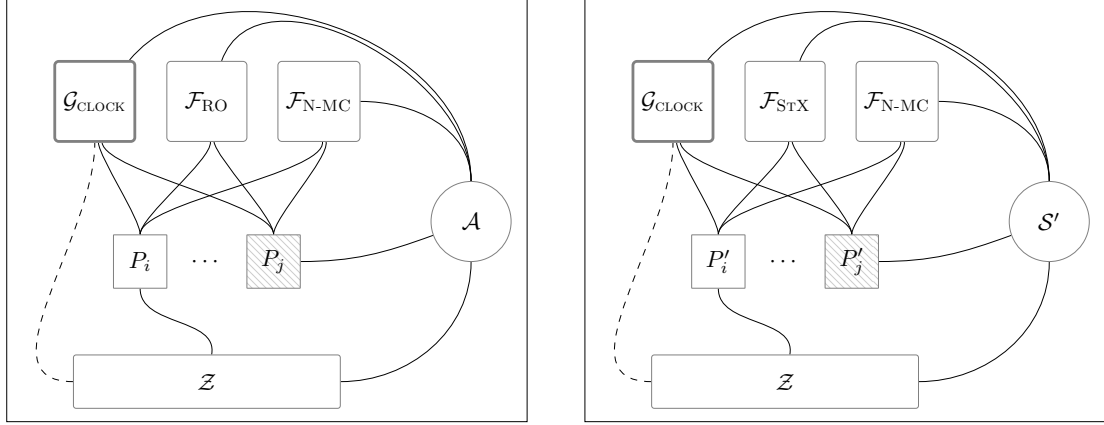 𝒢CLOCK ℱRO ℱN-MC 𝒢CLOCK ℱSTX ℱN-MC
𝒜 𝒮′
Pi ··· Pj P′i ··· P′j
𝒵 𝒵